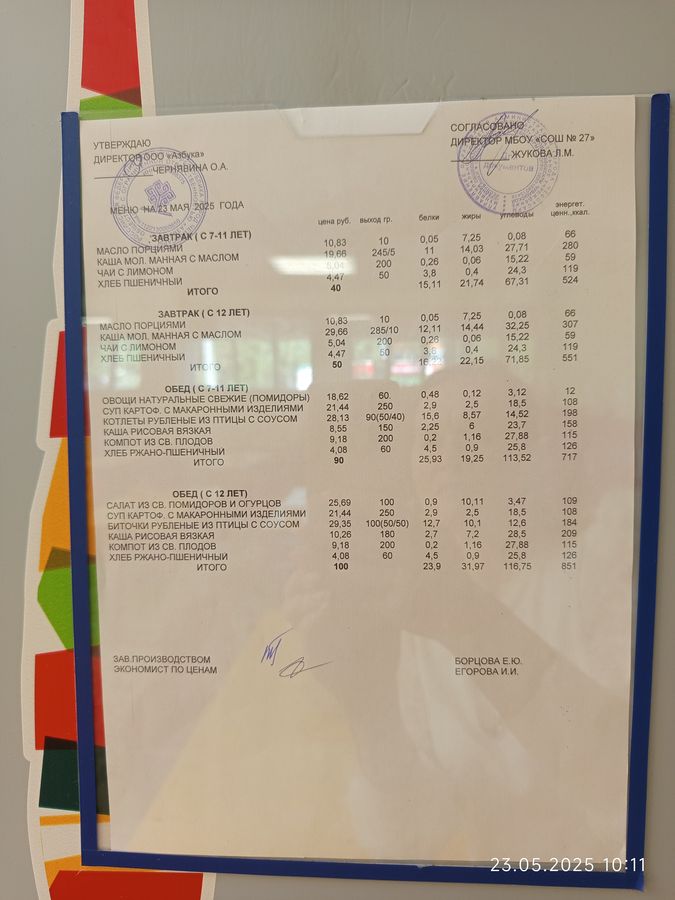 УТВЕРЖДАЮ
ДИРЕКТОР ООО «Азбука»
ЧЕРНЯВИНА О.А.
СОГЛАСОВАНО
ДИРЕКТОР МБОУ «СОШ № 27»
ЖУКОВА Л.М.
Документов
МЕНЮ НА 23 МАЯ 2025 ГОДА
цена руб. выход гр. белки жиры углеводы энергет. ценн.,ккал.
ЗАВТРАК ( С 7-11 ЛЕТ)
МАСЛО ПОРЦИЯМИ 10,83 10 0,05 7,25 0,08 66
КАША МОЛ. МАННАЯ С МАСЛОМ 19,66 245/5 11 14,03 27,71 280
ЧАЙ С ЛИМОНОМ 5,04 200 0,26 0,06 15,22 59
ХЛЕБ ПШЕНИЧНЫЙ 4,47 50 3,8 0,4 24,3 119
ИТОГО 40 15,11 21,74 67,31 524
ЗАВТРАК ( С 12 ЛЕТ)
МАСЛО ПОРЦИЯМИ 10,83 10 0,05 7,25 0,08 66
КАША МОЛ. МАННАЯ С МАСЛОМ 29,66 285/10 12,11 14,44 32,25 307
ЧАЙ С ЛИМОНОМ 5,04 200 0,26 0,06 15,22 59
ХЛЕБ ПШЕНИЧНЫЙ 4,47 50 3,8 0,4 24,3 119
ИТОГО 50 22,15 71,85 551
ОБЕД ( С 7-11 ЛЕТ)
ОВОЩИ НАТУРАЛЬНЫЕ СВЕЖИЕ (ПОМИДОРЫ) 18,62 60 0,48 0,12 3,12 12
СУП КАРТОФ. С МАКАРОННЫМИ ИЗДЕЛИЯМИ 21,44 250 2,9 2,5 18,5 108
КОТЛЕТЫ РУБЛЕНЫЕ ИЗ ПТИЦЫ С СОУСОМ 28,13 90(50/40) 15,6 8,57 14,52 198
КАША РИСОВАЯ ВЯЗКАЯ 8,55 150 2,25 6 23,7 158
КОМПОТ ИЗ СВ. ПЛОДОВ 9,18 200 0,2 1,16 27,88 115
ХЛЕБ РЖАНО-ПШЕНИЧНЫЙ 4,08 60 4,5 0,9 25,8 126
ИТОГО 90 25,93 19,25 113,52 717
ОБЕД ( С 12 ЛЕТ)
САЛАТ ИЗ СВ. ПОМИДОРОВ И ОГУРЦОВ 25,69 100 0,9 10,11 3,47 109
СУП КАРТОФ. С МАКАРОННЫМИ ИЗДЕЛИЯМИ 21,44 250 2,9 2,5 18,5 108
БИТОЧКИ РУБЛЕНЫЕ ИЗ ПТИЦЫ С СОУСОМ 29,35 100(50/50) 12,7 10,1 12,6 184
КАША РИСОВАЯ ВЯЗКАЯ 10,26 180 2,7 7,2 28,5 209
КОМПОТ ИЗ СВ. ПЛОДОВ 9,18 200 0,2 1,16 27,88 115
ХЛЕБ РЖАНО-ПШЕНИЧНЫЙ 4,08 60 4,5 0,9 25,8 126
ИТОГО 100 23,9 31,97 116,75 851
ЗАВ.ПРОИЗВОДСТВОМ БОРЦОВА Е.Ю.
ЭКОНОМИСТ ПО ЦЕНАМ ЕГОРОВА И.И.
23.05.2025 10:11